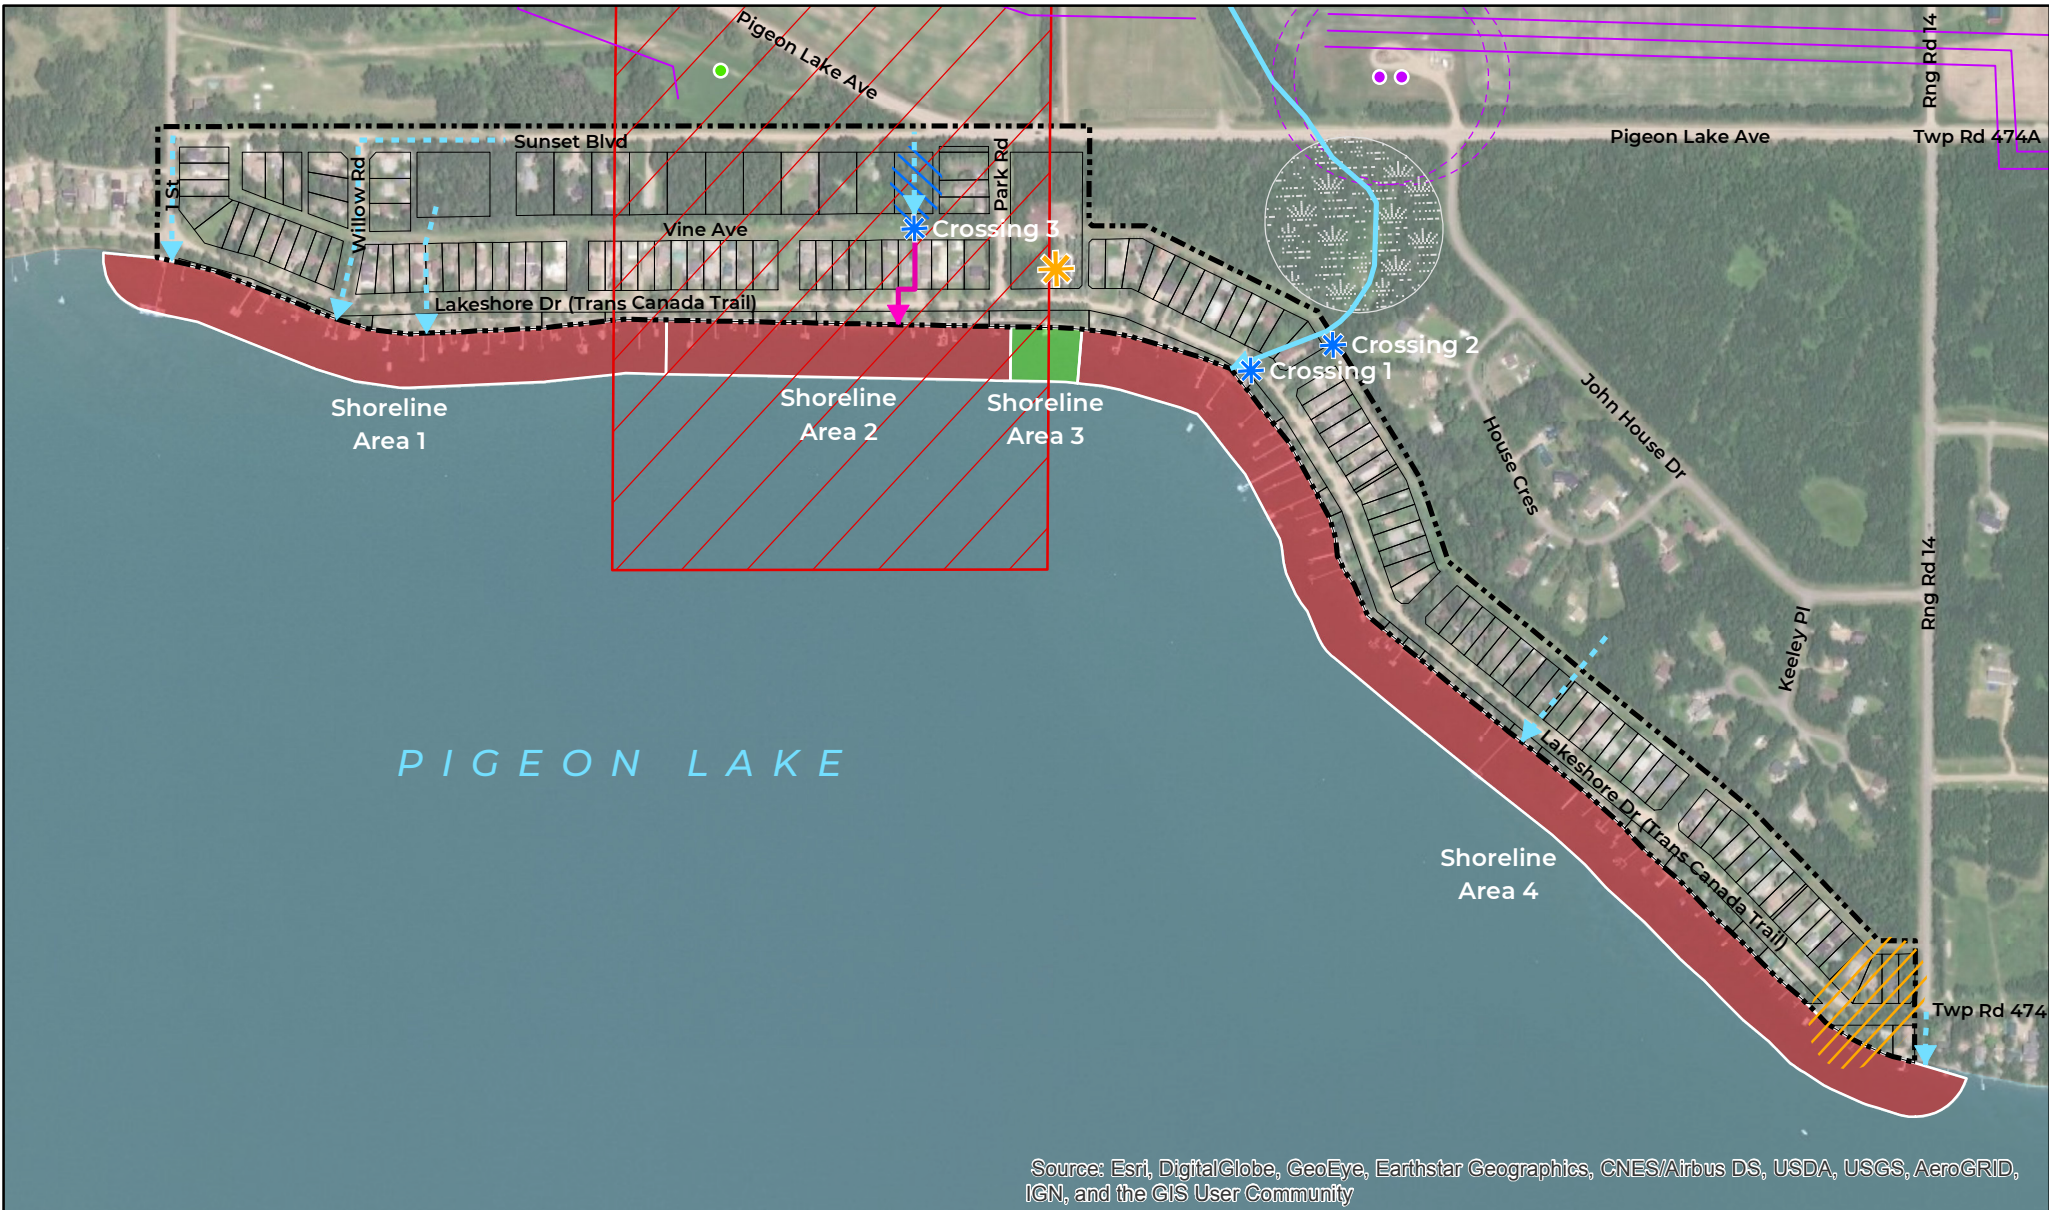 Pigeon Lake Ave
Rng Rd 14
Sunset Blvd
Pigeon Lake Ave
Twp Rd 474A
1 St
Willow Rd
Park Rd
Vine Ave
Crossing 3
Lakeshore Dr (Trans Canada Trail)
Crossing 2
Crossing 1
Shoreline
Area 1
Shoreline
Area 2
Shoreline
Area 3
John House Dr
House Cres
Rng Rd 14
Keeley Pl
PIGEON LAKE
Lakeshore Dr (Trans Canada Trail)
Shoreline
Area 4
Twp Rd 474
Source: Esri, DigitalGlobe, GeoEye, Earthstar Geographics, CNES/Airbus DS, USDA, USGS, AeroGRID,
IGN, and the GIS User Community